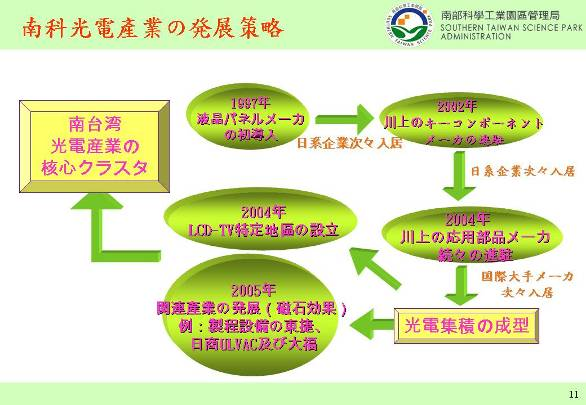 南科光電產業の発展策略
南部科學工業園區管理局
SOUTHERN TAIWAN SCIENCE PARK
ADMINISTRATION
南台湾
光電産業の
核心クラスタ
1997年
液晶パネルメーカ
の初導入
日系企業次々入居
2002年
川上のキーコンポーネント
メーカの進駐
日系企業次々入居
2004年
川上の応用部品メーカ
続々の進駐
国際大手メーカ
次々入居
2004年
LCD-TV特定地區の設立
2005年
関連産業の発展(磁石効果)
例:製程設備の東捷、
日商ULVAC及び大福
光電集積の成型
11